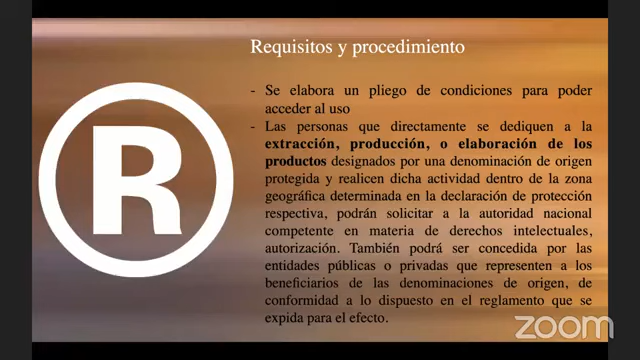 Requisitos y procedimiento
- Se elabora un pliego de condiciones para poder
acceder al uso
- Las personas que directamente se dediquen a la
extracción, producción, o elaboración de los
productos designados por una denominación de origen
protegida y realicen dicha actividad dentro de la zona
geográfica determinada en la declaración de protección
respectiva, podrán solicitar a la autoridad nacional
competente en materia de derechos intelectuales,
autorización. También podrá ser concedida por las
entidades públicas o privadas que representen a los
beneficiarios de las denominaciones de origen, de
conformidad a lo dispuesto en el reglamento que se
expida para el efecto.
R
zoom